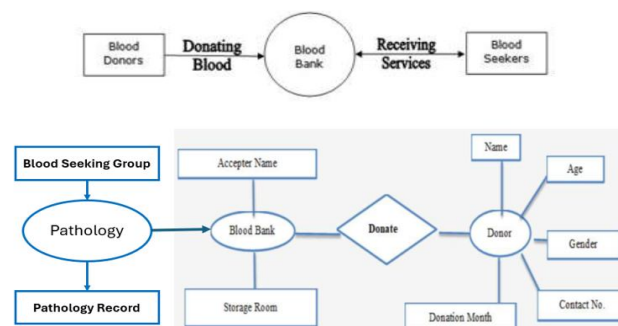 Blood
Donors
Donating
Blood
Blood
Bank
Receiving
Services
Blood
Seekers
Blood Seeking Group
Pathology
Pathology Record
Accepter Name
Blood Bank
Storage Room
Donate
Name
Age
Donor
Gender
Contact No.
Donation Month